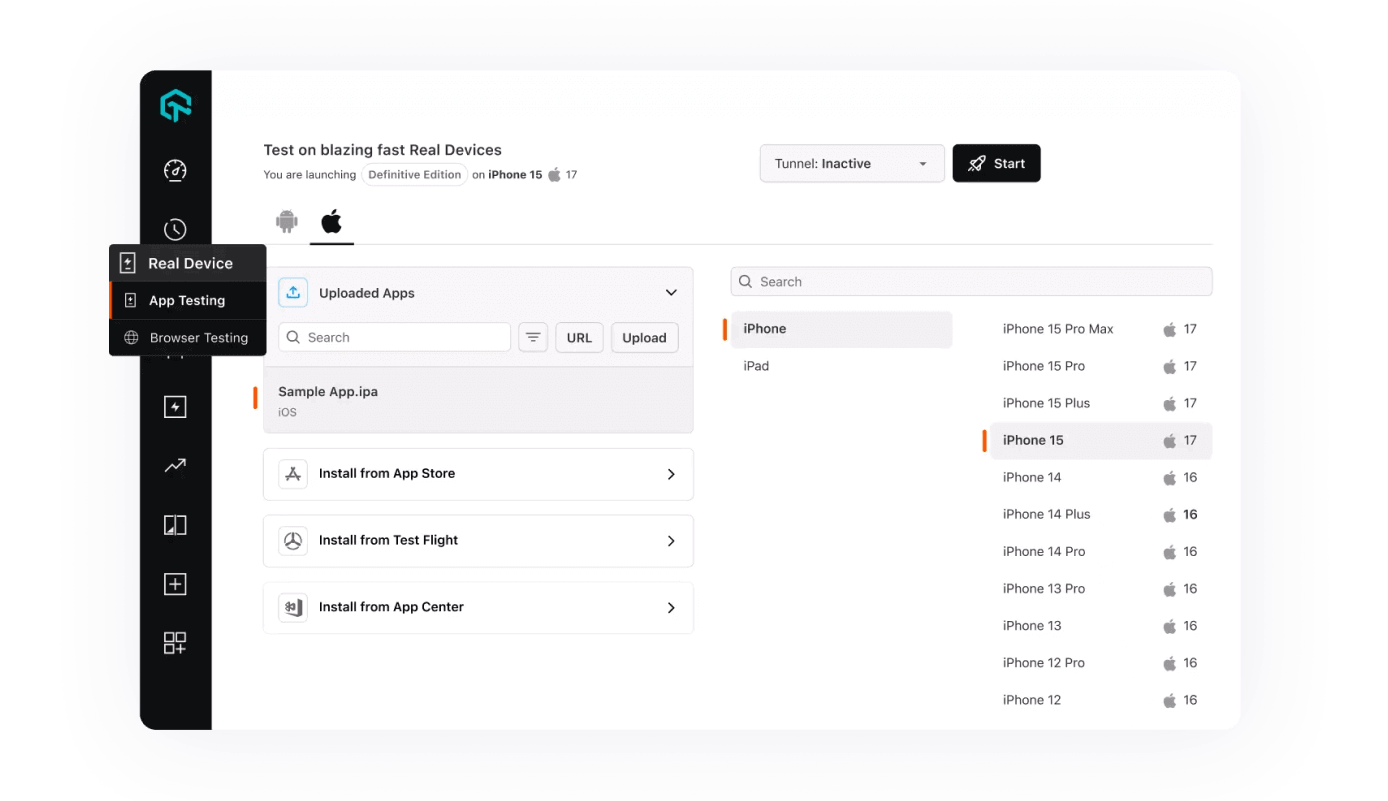 Test on blazing fast Real Devices
You are launching Definitive Edition on iPhone 15 17
Tunnel: Inactive
Start
Real Device
App Testing
Browser Testing
Uploaded Apps
Search
URL
Upload
Sample App.ipa
iOS
Install from App Store
Install from Test Flight
Install from App Center
Search
iPhone
iPad
iPhone 15 Pro Max 17
iPhone 15 Pro 17
iPhone 15 Plus 17
iPhone 15 17
iPhone 14 16
iPhone 14 Plus 16
iPhone 14 Pro 16
iPhone 13 Pro 16
iPhone 13 16
iPhone 12 Pro 16
iPhone 12 16